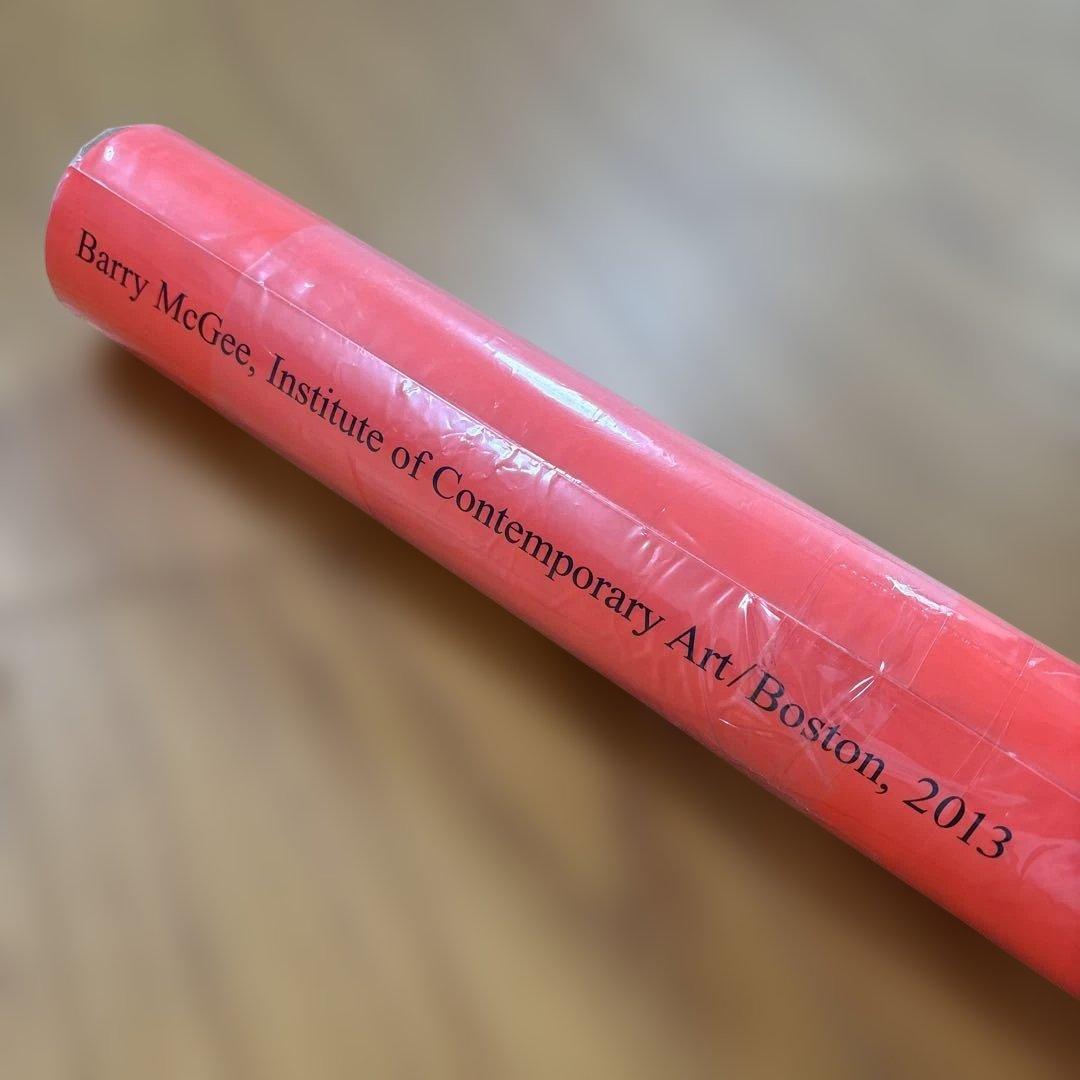 Barry McGee, Institute of Contemporary Art/Boston, 2013